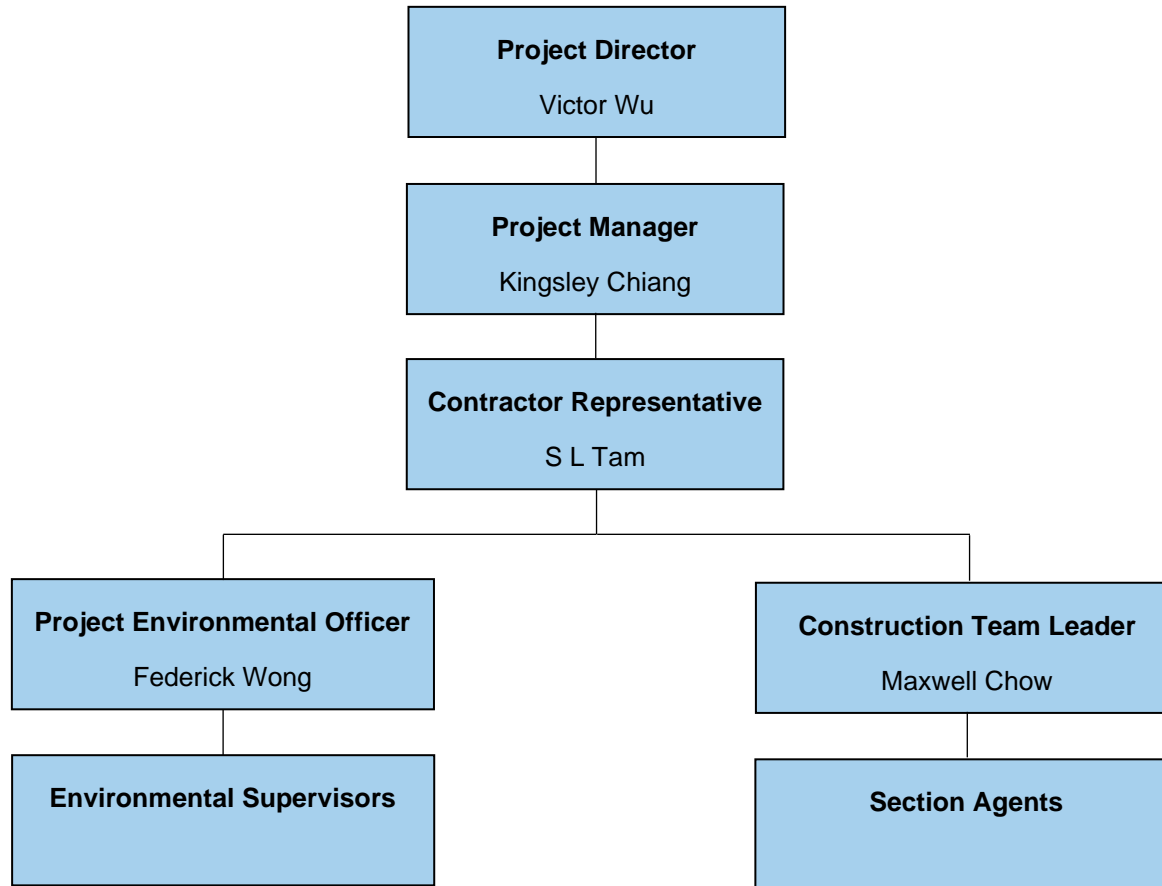 Project Director
Victor Wu
Project Manager
Kingsley Chiang
Contractor Representative
S L Tam
Project Environmental Officer
Federick Wong
Construction Team Leader
Maxwell Chow
Environmental Supervisors
Section Agents